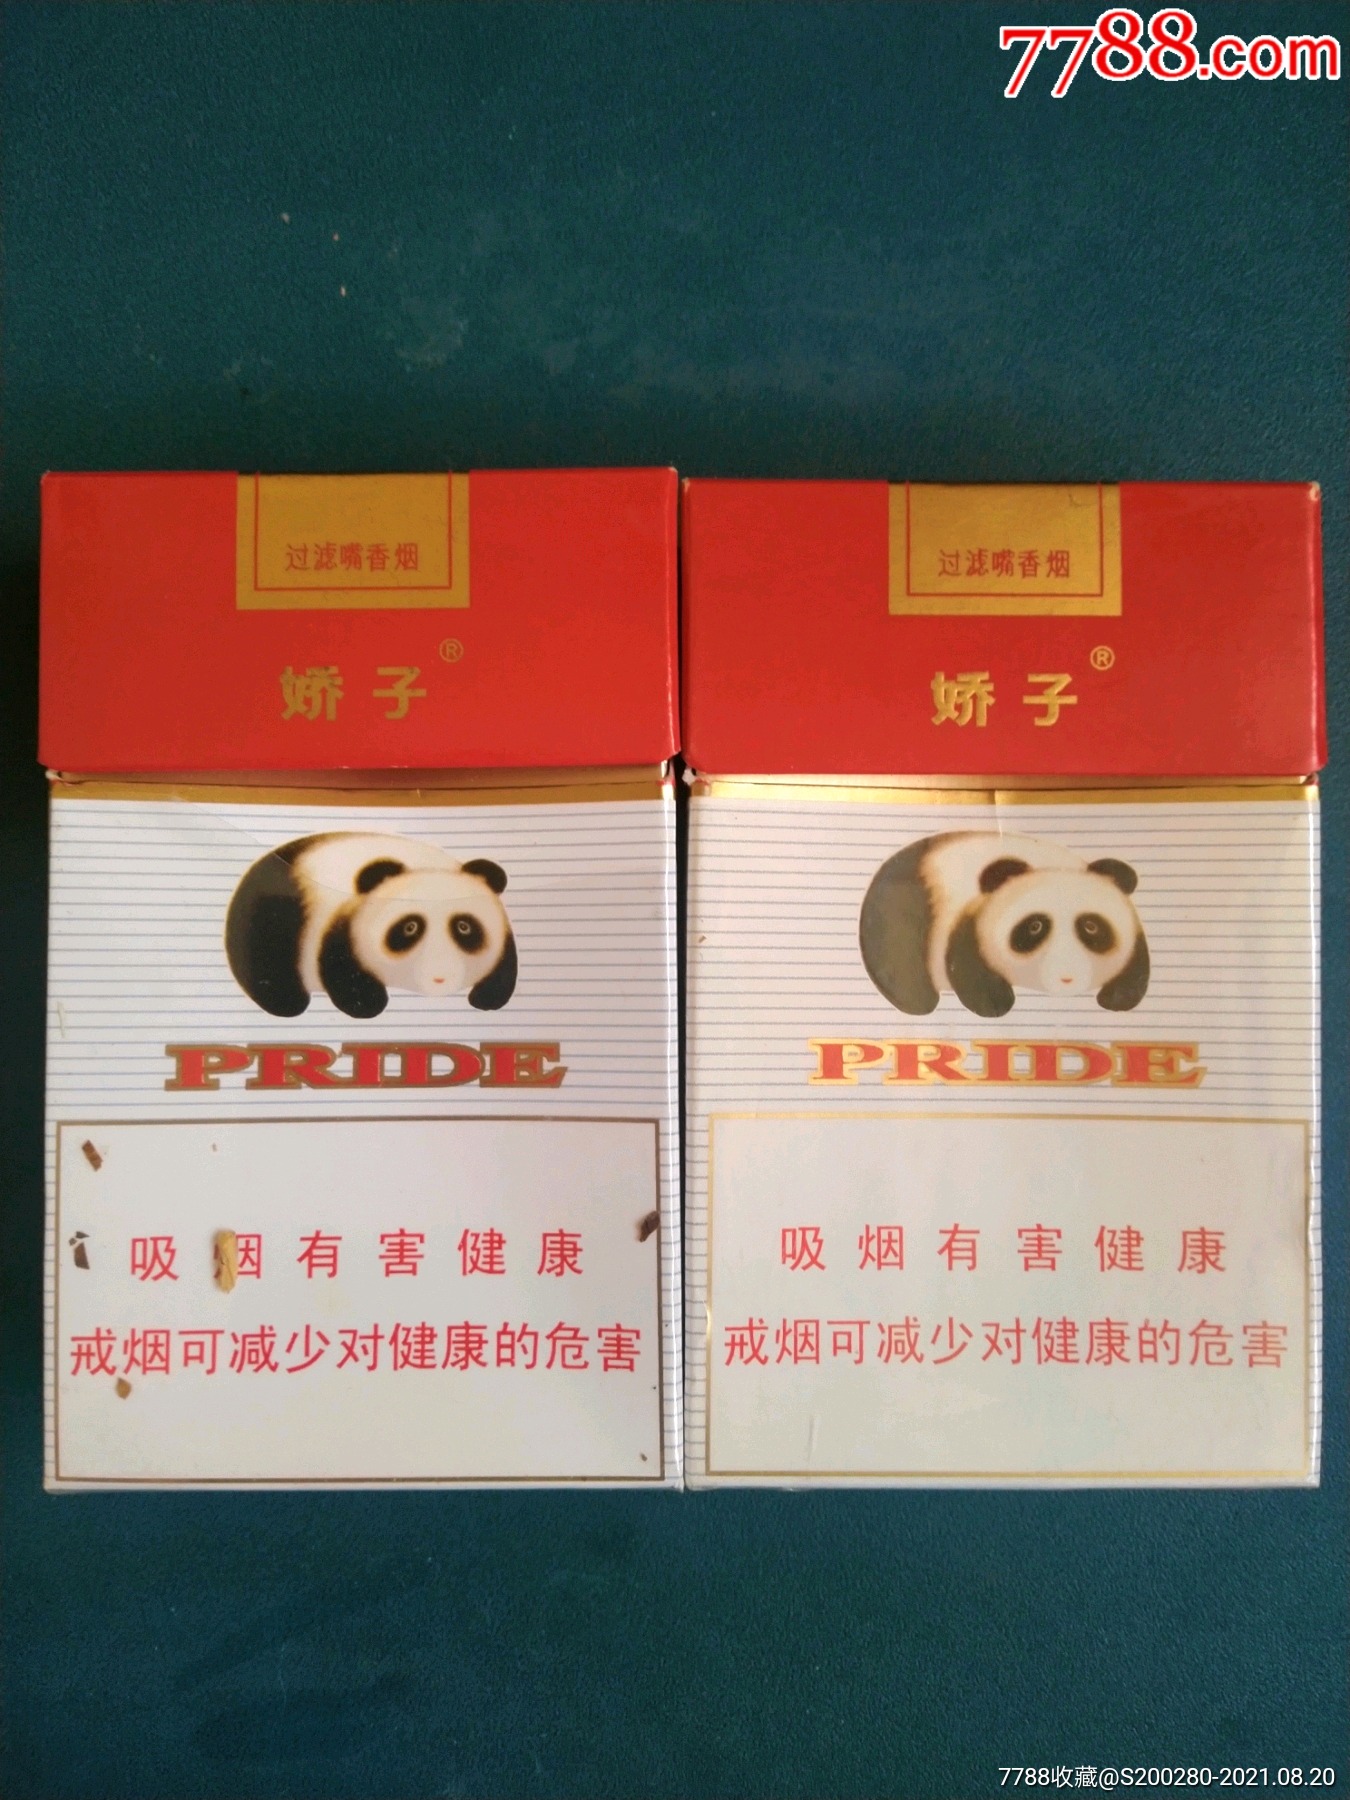 7788.com
过滤嘴香烟
娇子®
PRIDE
吸烟有害健康
戒烟可减少对健康的危害
过滤嘴香烟
娇子®
PRIDE
吸烟有害健康
戒烟可减少对健康的危害
7788收藏@S200280-2021.08.20